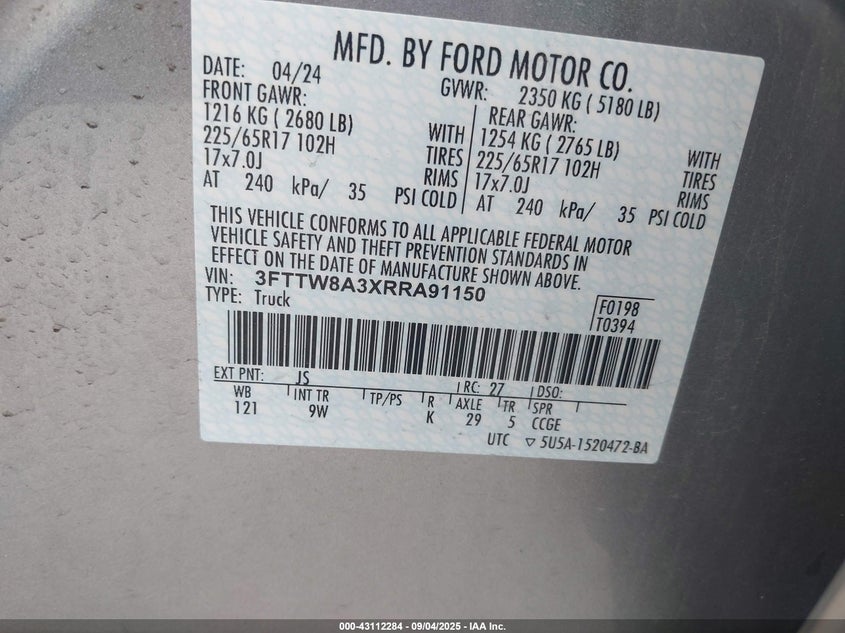 MFD. BY FORD MOTOR CO.
DATE: 04/24 GVWR: 2350 KG ( 5180 LB)
FRONT GAWR: REAR GAWR:
1216 KG ( 2680 LB) WITH 1254 KG ( 2765 LB) WITH
225/65R17 102H TIRES 225/65R17 102H TIRES
17x7.0J RIMS 17x7.0J RIMS
AT 240 kPa/ 35 PSI COLD AT 240 kPa/ 35 PSI COLD
THIS VEHICLE CONFORMS TO ALL APPLICABLE FEDERAL MOTOR
VEHICLE SAFETY AND THEFT PREVENTION STANDARDS IN
EFFECT ON THE DATE OF MANUFACTURE SHOWN ABOVE.
VIN: 3FTTW8A3XRRA91150
TYPE: Truck
F0198
T0394
EXT PNT: JS RC: 27 DSO:
WB INT TR TP/PS R AXLE TR SPR
121 9W K 29 5 CCGE
UTC ▽ 5U5A-1520472-BA
000-43112284 - 09/04/2025 - IAA Inc.